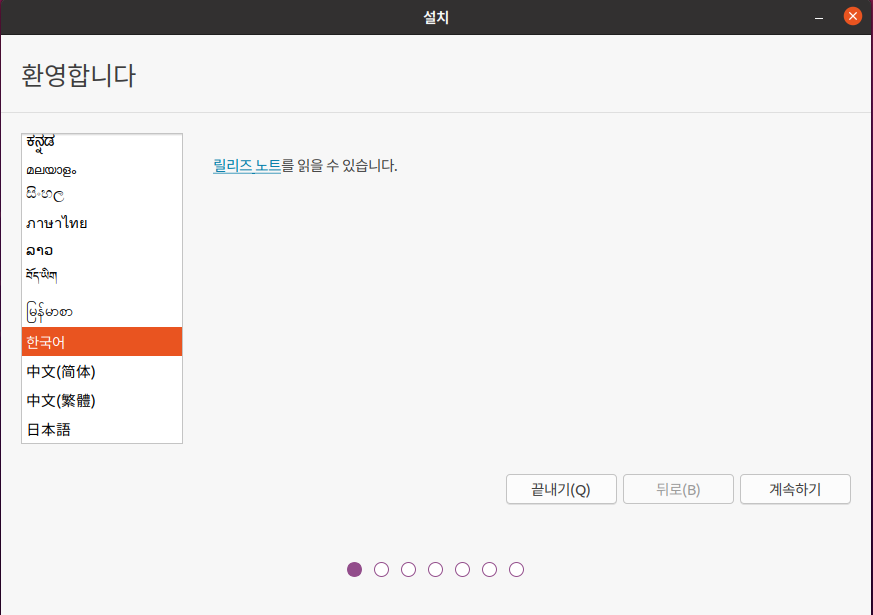 설치
환영합니다
ಕನ್ನಡ
മലയാളം
සිංහල
ภาษาไทย
ລາວ
བོད་ཡིག
မြန်မာစာ
한국어
中文(简体)
中文(繁體)
日本語
릴리즈 노트를 읽을 수 있습니다.
끝내기(Q)
뒤로(B)
계속하기